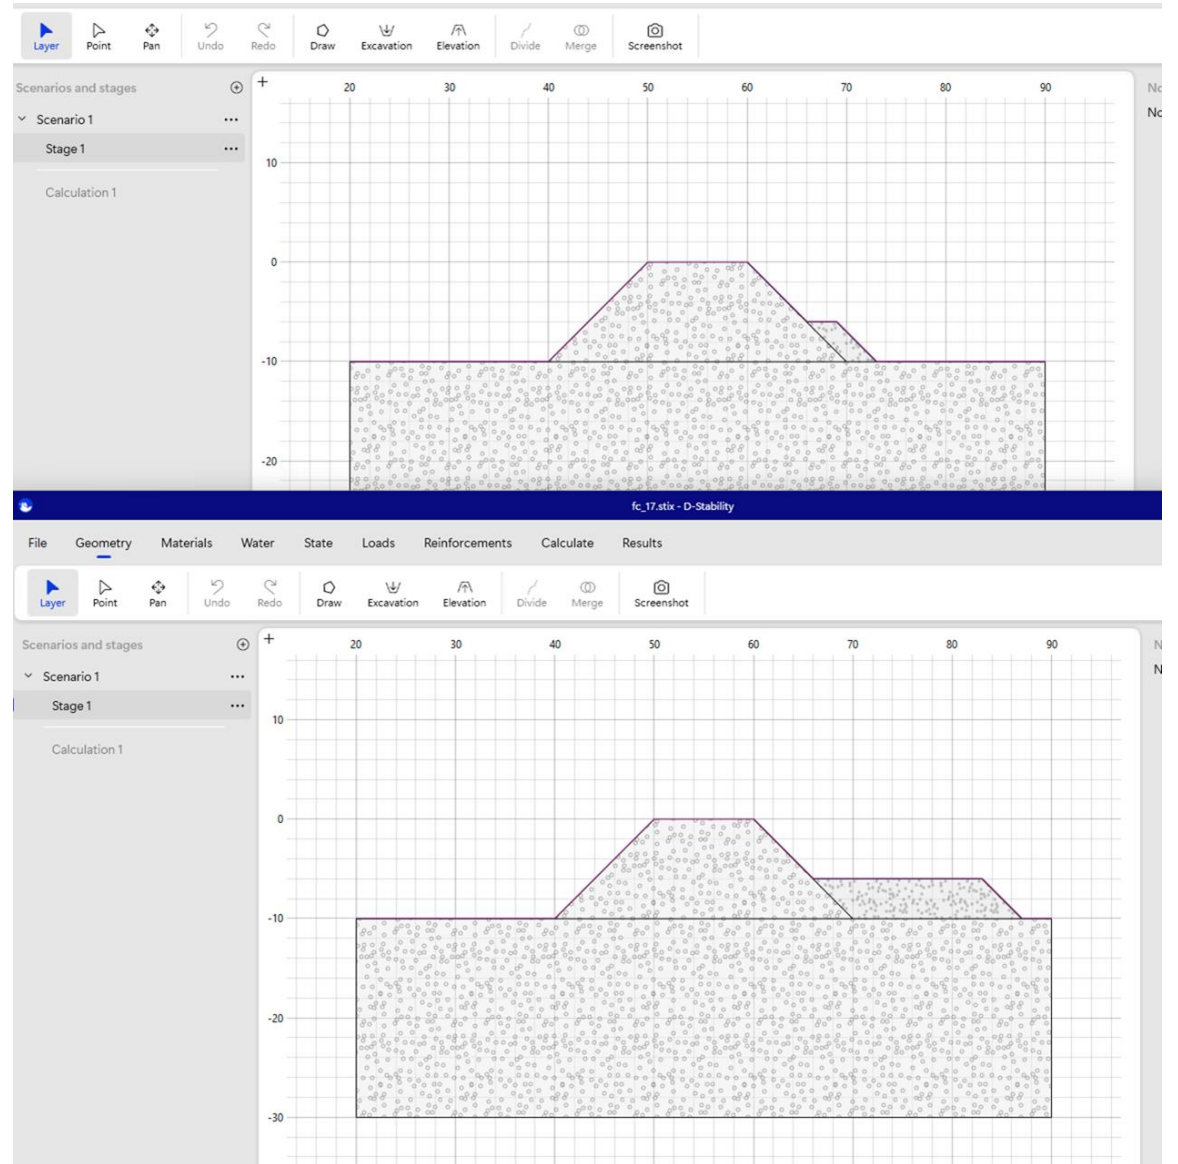 Layer Point Pan Undo Redo Draw Excavation Elevation Divide Merge Screenshot
Scenarios and stages
Scenario 1
Stage 1
Calculation 1
20 30 40 50 60 70 80 90
10
0
-10
-20
No
No
fc_17.stix - D-Stability
File Geometry Materials Water State Loads Reinforcements Calculate Results
Layer Point Pan Undo Redo Draw Excavation Elevation Divide Merge Screenshot
Scenarios and stages
Scenario 1
Stage 1
Calculation 1
20 30 40 50 60 70 80 90
10
0
-10
-20
-30
N
N